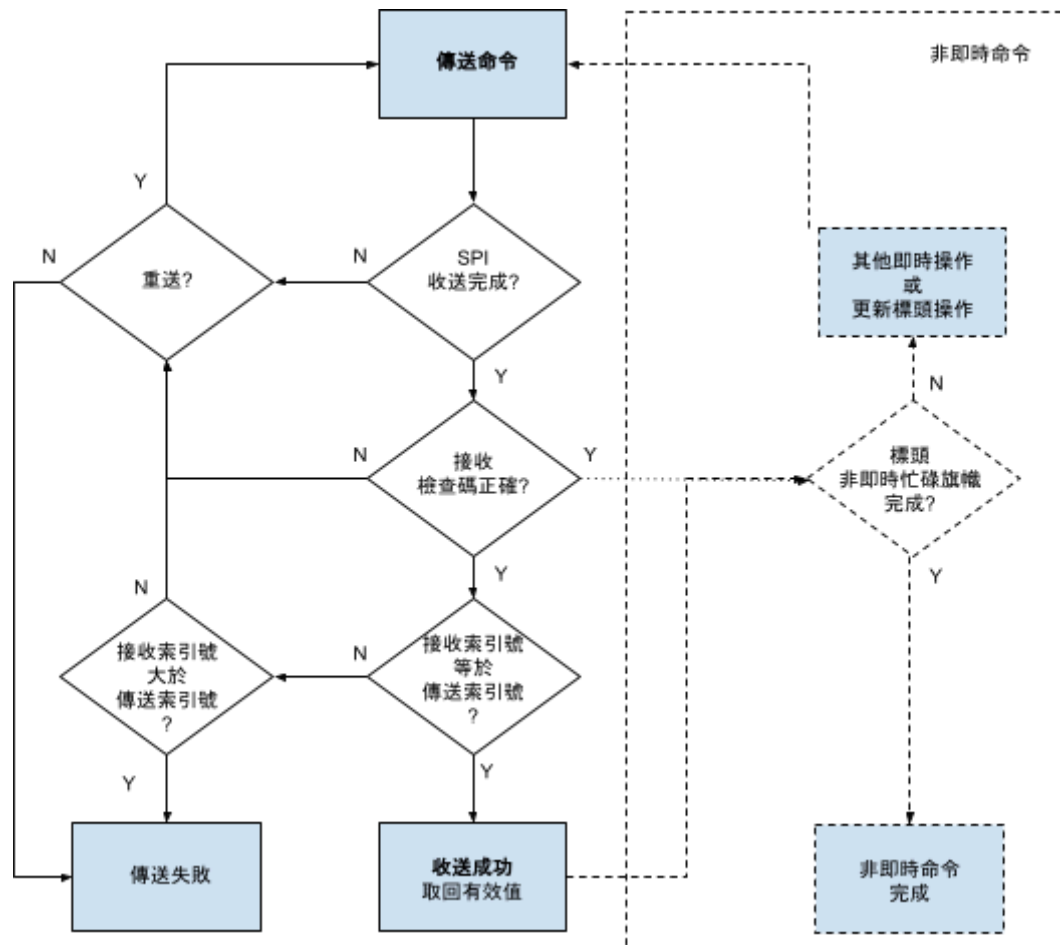 傳送命令
非即時命令
Y
N
重送?
N
SPI
收送完成?
其他即時操作
或
更新標頭操作
Y
N
N
接收
檢查碼正確?
Y
標頭
非即時忙碌旗幟
完成?
Y
Y
N
接收索引號
大於
傳送索引號
?
N
接收索引號
等於
傳送索引號
?
Y
Y
傳送失敗
收送成功
取回有效值
非即時命令
完成